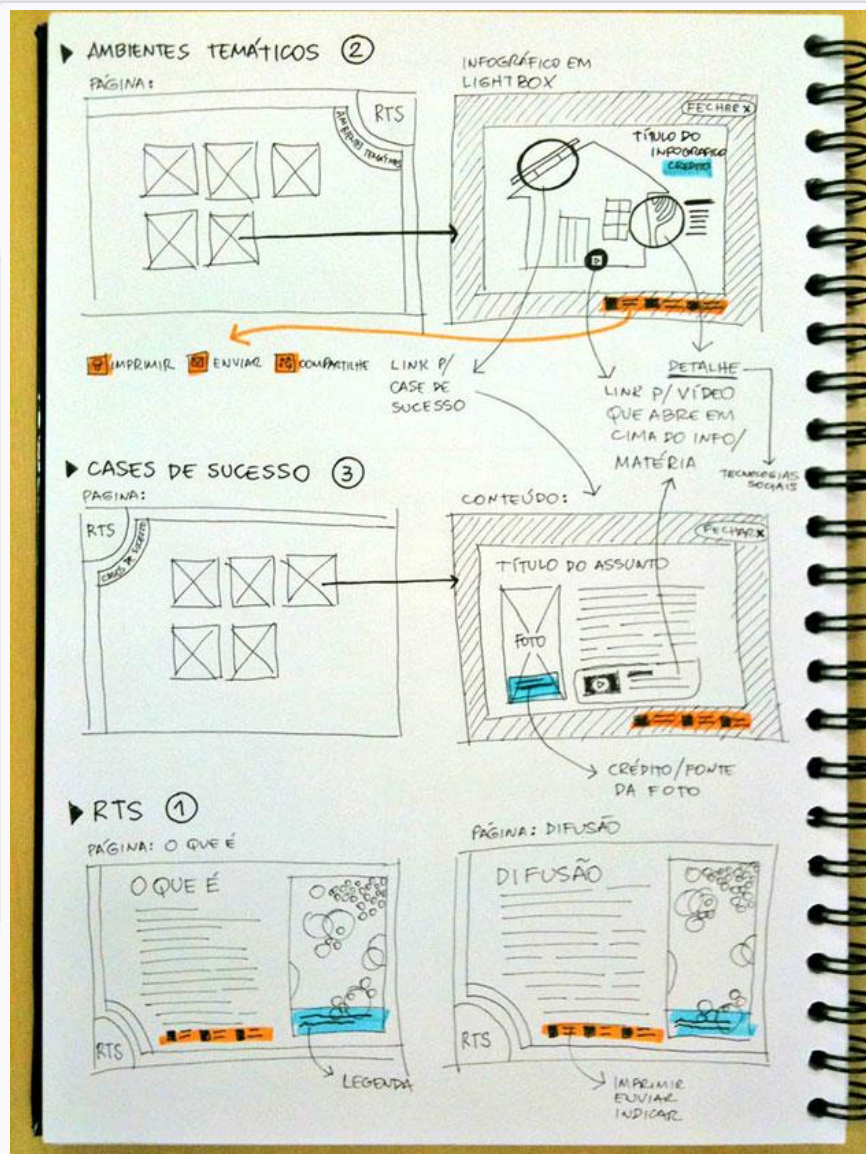 ▶ AMBIENTES TEMÁTICOS ②
PÁGINA:
RTS
AMBIENTES TEMÁTICOS
INFOGRÁFICO EM
LIGHTBOX
FECHAR X
TÍTULO DO
INFOGRÁFICO
CRÉDITO
IMPRIMIR ENVIAR COMPARTILHE
LINK P/
CASE DE
SUCESSO
LINK P/ VÍDEO
QUE ABRE EM
CIMA DO INFO/
MATÉRIA
DETALHE
TECNOLOGIAS
SOCIAIS
▶ CASES DE SUCESSO ③
PÁGINA:
RTS
CASES DE SUCESSO
CONTEÚDO:
FECHAR X
TÍTULO DO ASSUNTO
FOTO
CRÉDITO/FONTE
DA FOTO
▶ RTS ①
PÁGINA: O QUE É
O QUE É
RTS
LEGENDA
PÁGINA: DIFUSÃO
DIFUSÃO
RTS
IMPRIMIR
ENVIAR
INDICAR